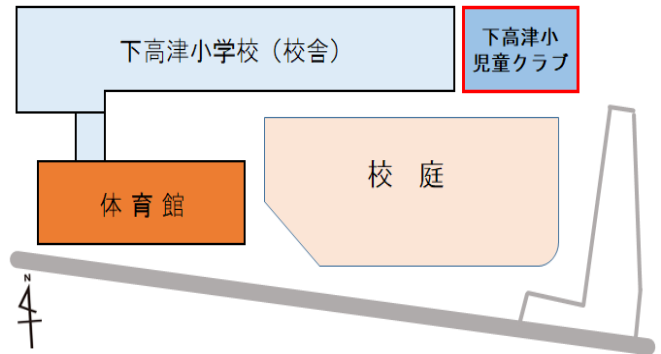 下高津小学校（校舎）
下高津小
児童クラブ
校　庭
体育館
N